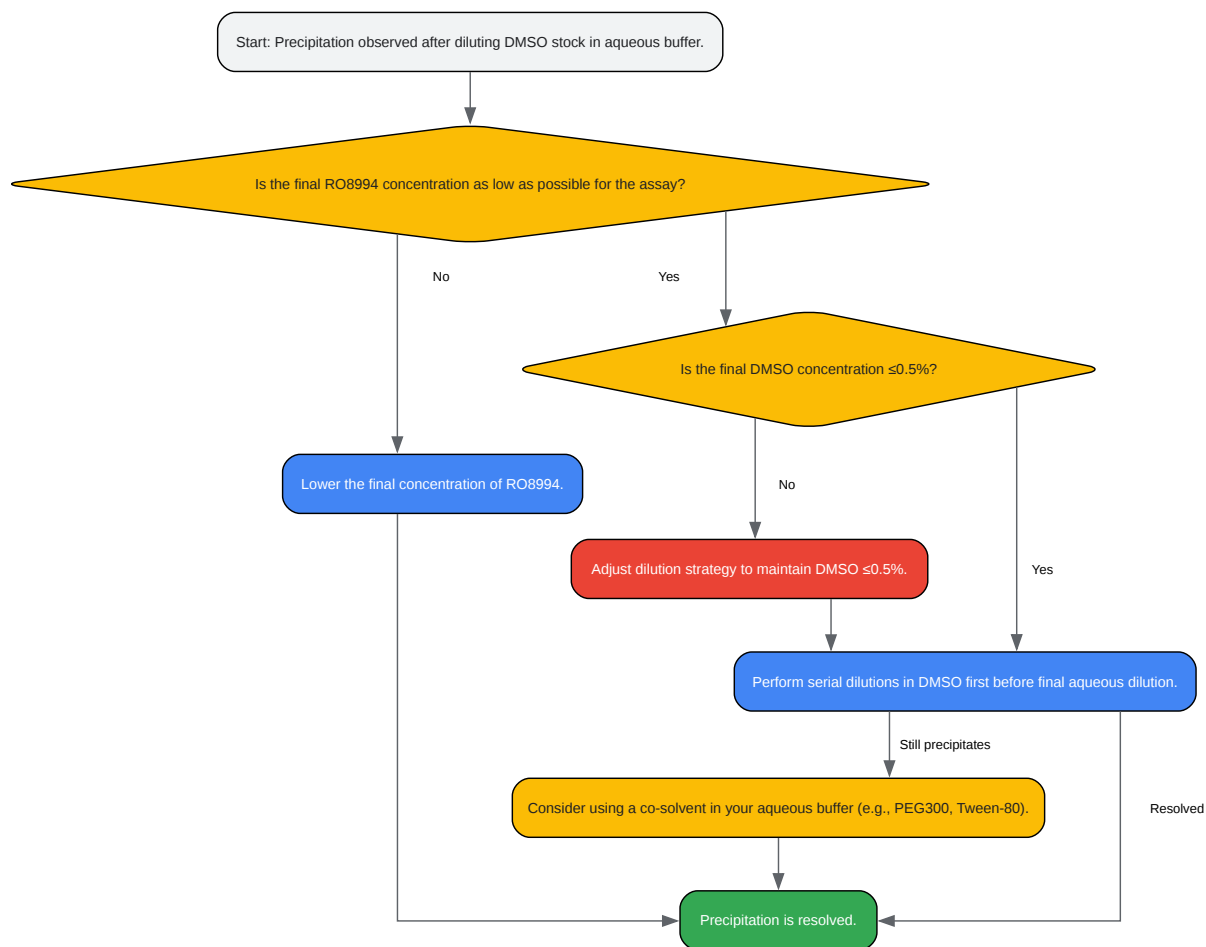 Start: Precipitation observed after diluting DMSO stock in aqueous buffer.
Is the final RO8994 concentration as low as possible for the assay?
No
Yes
Is the final DMSO concentration ≤0.5%?
Lower the final concentration of RO8994.
No
Adjust dilution strategy to maintain DMSO ≤0.5%.
Yes
Perform serial dilutions in DMSO first before final aqueous dilution.
Still precipitates
Consider using a co-solvent in your aqueous buffer (e.g., PEG300, Tween-80).
Resolved
Precipitation is resolved.